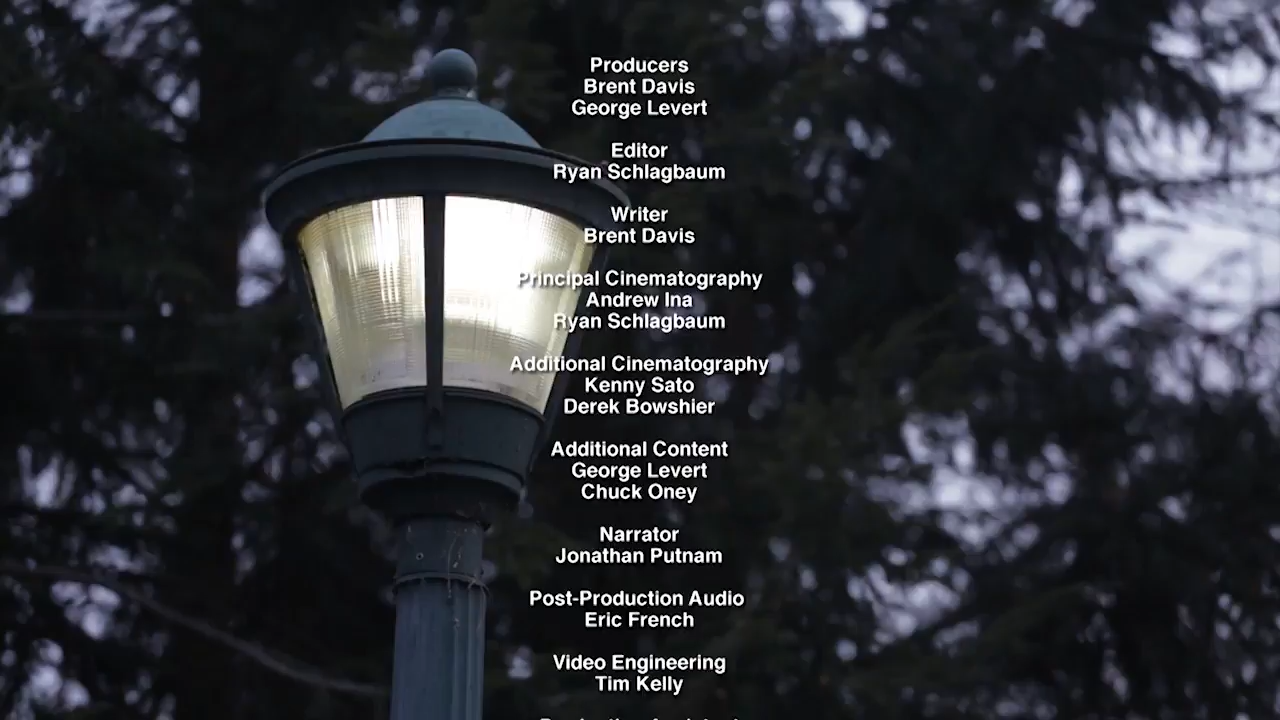 Producers
Brent Davis
George Levert
Editor
Ryan Schlagbaum
Writer
Brent Davis
Principal Cinematography
Andrew Ina
Ryan Schlagbaum
Additional Cinematography
Kenny Sato
Derek Bowshier
Additional Content
George Levert
Chuck Oney
Narrator
Jonathan Putnam
Post-Production Audio
Eric French
Video Engineering
Tim Kelly